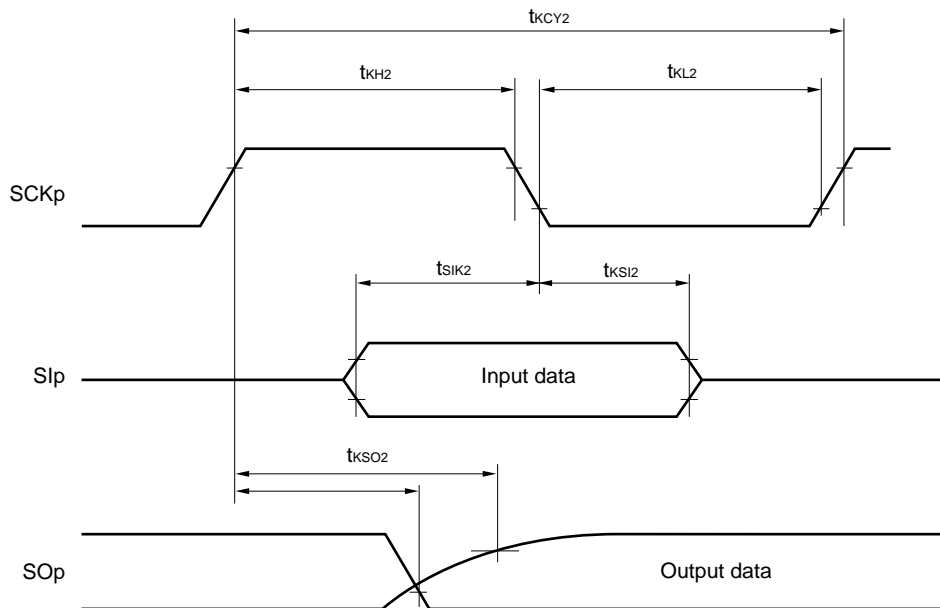 tKCY2
tKH2
tKL2
SCKp
tSIK2
tKSI2
SIp
Input data
tKSO2
SOp
Output data